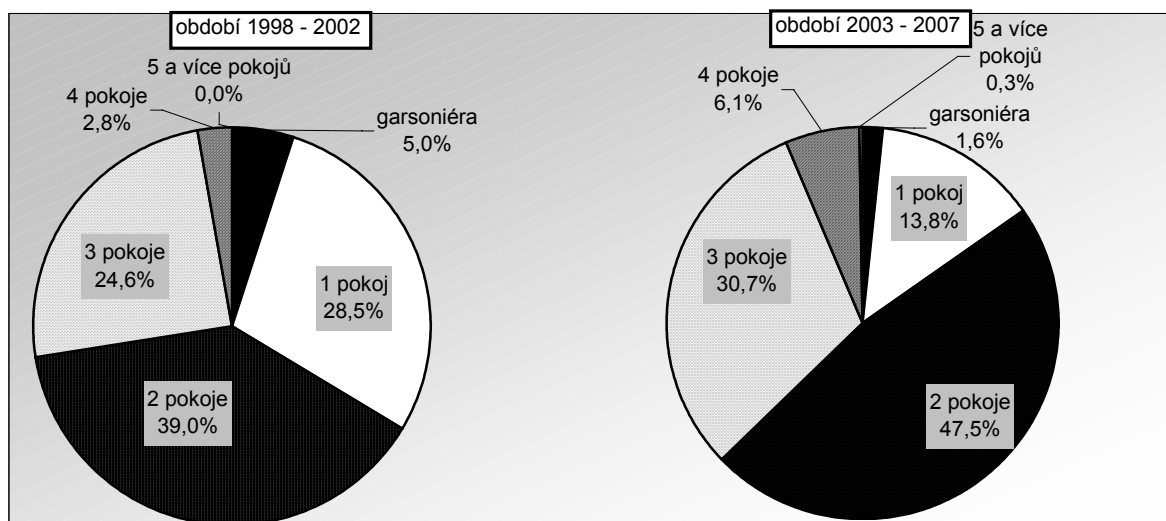 období 1998 - 2002
5 a více pokojů
0,0%
4 pokoje
2,8%
garsoniéra
5,0%
3 pokoje
24,6%
1 pokoj
28,5%
2 pokoje
39,0%
období 2003 - 2007
5 a více
pokojů
0,3%
4 pokoje
6,1%
garsoniéra
1,6%
1 pokoj
13,8%
3 pokoje
30,7%
2 pokoje
47,5%